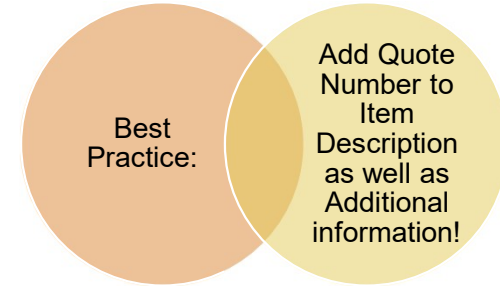 Best
Practice:
Add Quote
Number to
Item
Description
as well as
Additional
information!